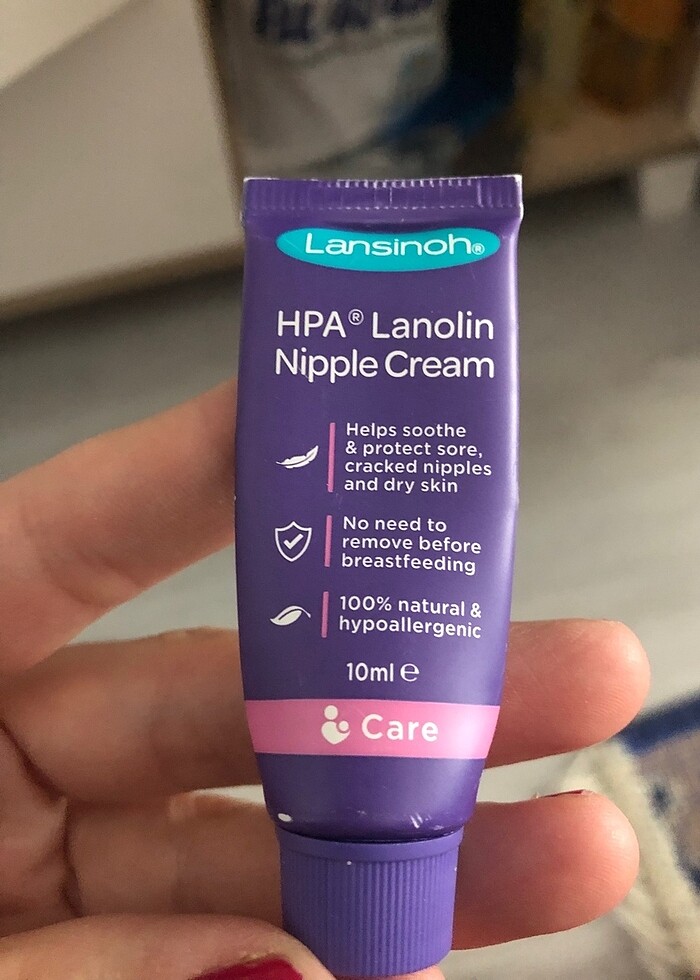 Lansinoh®
HPA® Lanolin
Nipple Cream
Helps soothe
& protect sore,
cracked nipples
and dry skin
No need to
remove before
breastfeeding
100% natural &
hypoallergenic
10ml ℮
Care